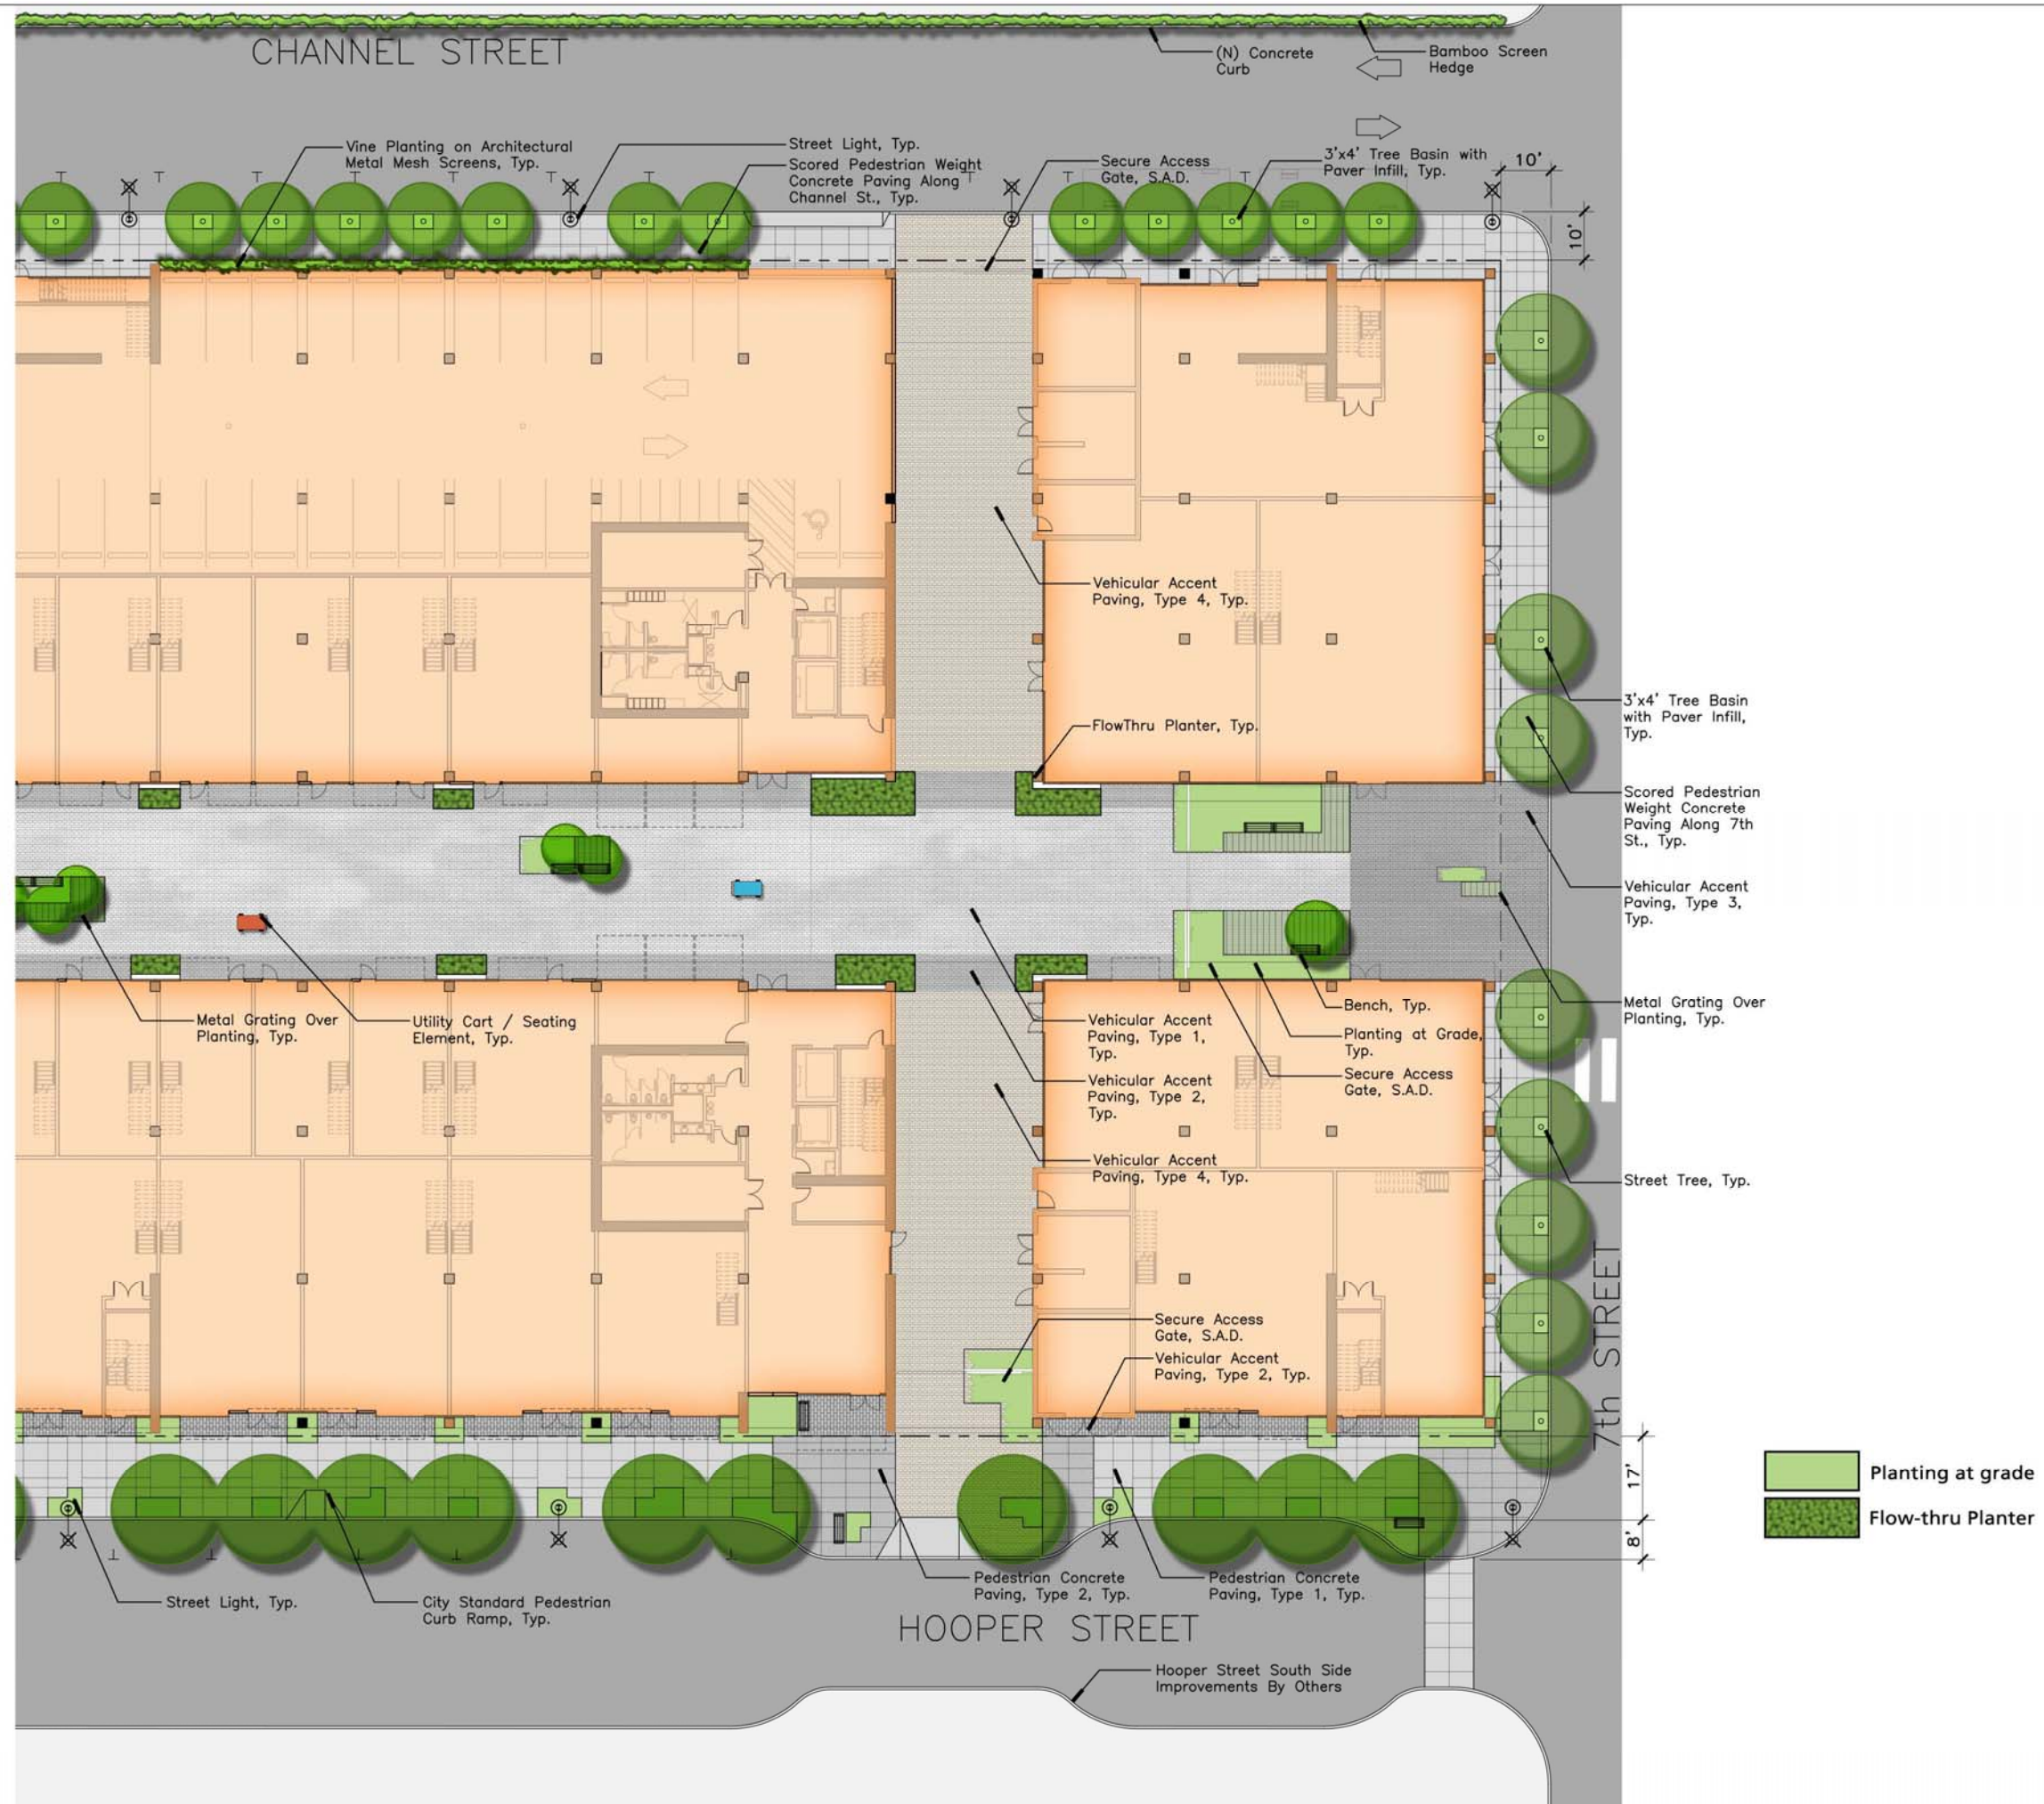 CHANNEL STREET
(N) Concrete
Curb
Bamboo Screen
Hedge
Vine Planting on Architectural
Metal Mesh Screens, Typ.
Street Light, Typ.
Scored Pedestrian Weight
Concrete Paving Along
Channel St., Typ.
Secure Access
Gate, S.A.D.
3'x4' Tree Basin with
Paver Infill, Typ.
10'
10'
Vehicular Accent
Paving, Type 4, Typ.
FlowThru Planter, Typ.
3'x4' Tree Basin
with Paver Infill,
Typ.
Scored Pedestrian
Weight Concrete
Paving Along 7th
St., Typ.
Vehicular Accent
Paving, Type 3,
Typ.
Metal Grating Over
Planting, Typ.
Metal Grating Over
Planting, Typ.
Utility Cart / Seating
Element, Typ.
Vehicular Accent
Paving, Type 1,
Typ.
Vehicular Accent
Paving, Type 2,
Typ.
Vehicular Accent
Paving, Type 4, Typ.
Bench, Typ.
Planting at Grade,
Typ.
Secure Access
Gate, S.A.D.
Street Tree, Typ.
7th STREET
Secure Access
Gate, S.A.D.
Vehicular Accent
Paving, Type 2, Typ.
17'
8'
Planting at grade
Flow-thru Planter
Street Light, Typ.
City Standard Pedestrian
Curb Ramp, Typ.
Pedestrian Concrete
Paving, Type 2, Typ.
Pedestrian Concrete
Paving, Type 1, Typ.
HOOPER STREET
Hooper Street South Side
Improvements By Others